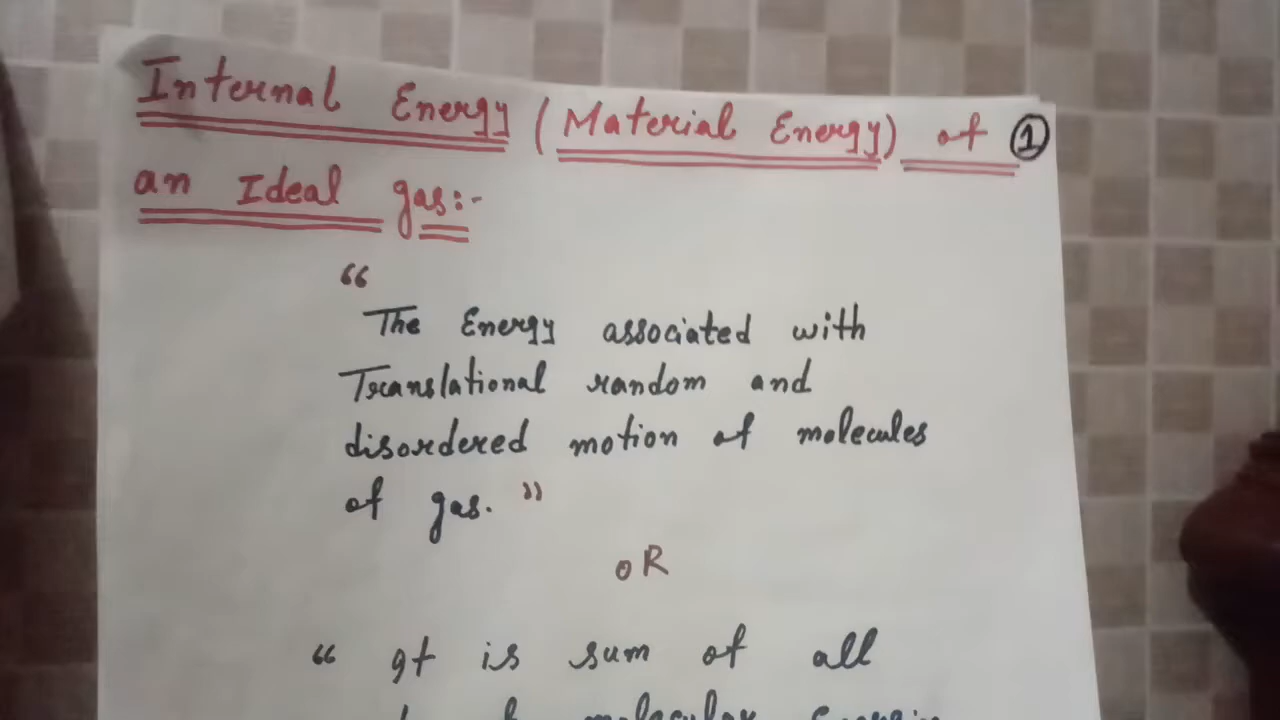 Internal Energy (Material Energy) of ①
an Ideal gas:-
“
The Energy associated with
Translational random and
disordered motion of molecules
of gas. ”
OR
“ It is sum of all
molecular